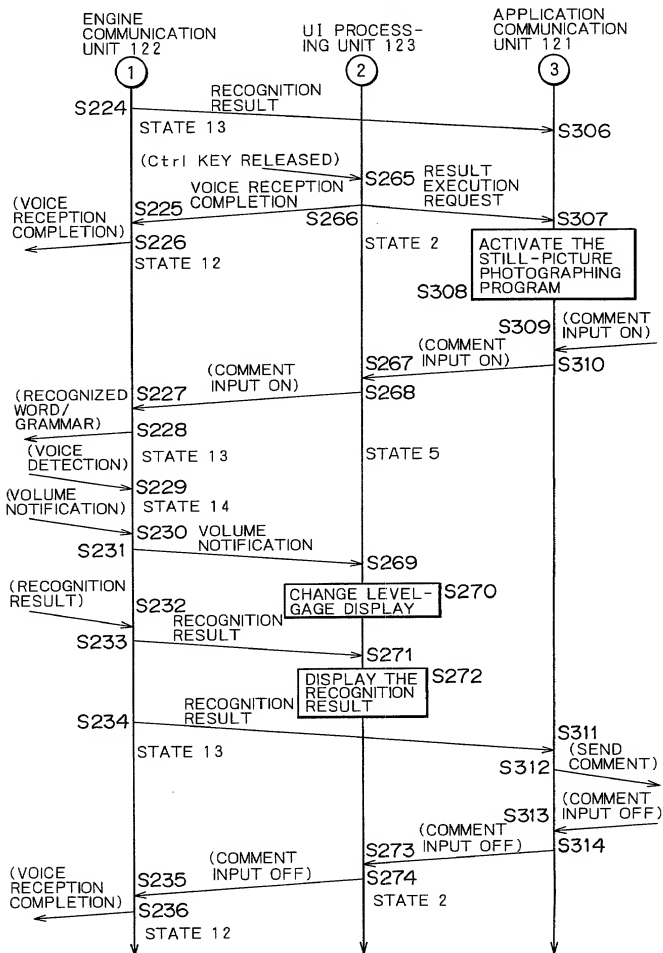 ENGINE
COMMUNICATION
UNIT 122
UI PROCESS-
ING UNIT 123
APPLICATION
COMMUNICATION
UNIT 121
1
2
3
S224
RECOGNITION
RESULT
STATE 13
S306
(Ctrl KEY RELEASED)
S265
RESULT
EXECUTION
REQUEST
(VOICE
RECEPTION
COMPLETION)
S225
VOICE RECEPTION
COMPLETION
S266
S307
S226
STATE 12
STATE 2
ACTIVATE THE
STILL-PICTURE
PHOTOGRAPHING
PROGRAM
S308
S309
(COMMENT
INPUT ON)
S267
(COMMENT
INPUT ON)
S310
(RECOGNIZED
WORD/
GRAMMAR)
S227
(COMMENT
INPUT ON)
S268
S228
(VOICE
DETECTION)
STATE 13
STATE 5
S229
(VOLUME
NOTIFICATION)
STATE 14
S230
VOLUME
NOTIFICATION
S231
S269
CHANGE LEVEL-
GAGE DISPLAY
S270
(RECOGNITION
RESULT)
S232
S233
RECOGNITION
RESULT
S271
DISPLAY THE
RECOGNITION
RESULT
S272
S234
RECOGNITION
RESULT
S311
STATE 13
(SEND
COMMENT)
S312
S313
(COMMENT
INPUT OFF)
S273
(COMMENT
INPUT OFF)
S314
(VOICE
RECEPTION
COMPLETION)
S235
(COMMENT
INPUT OFF)
S274
S236
STATE 2
STATE 12